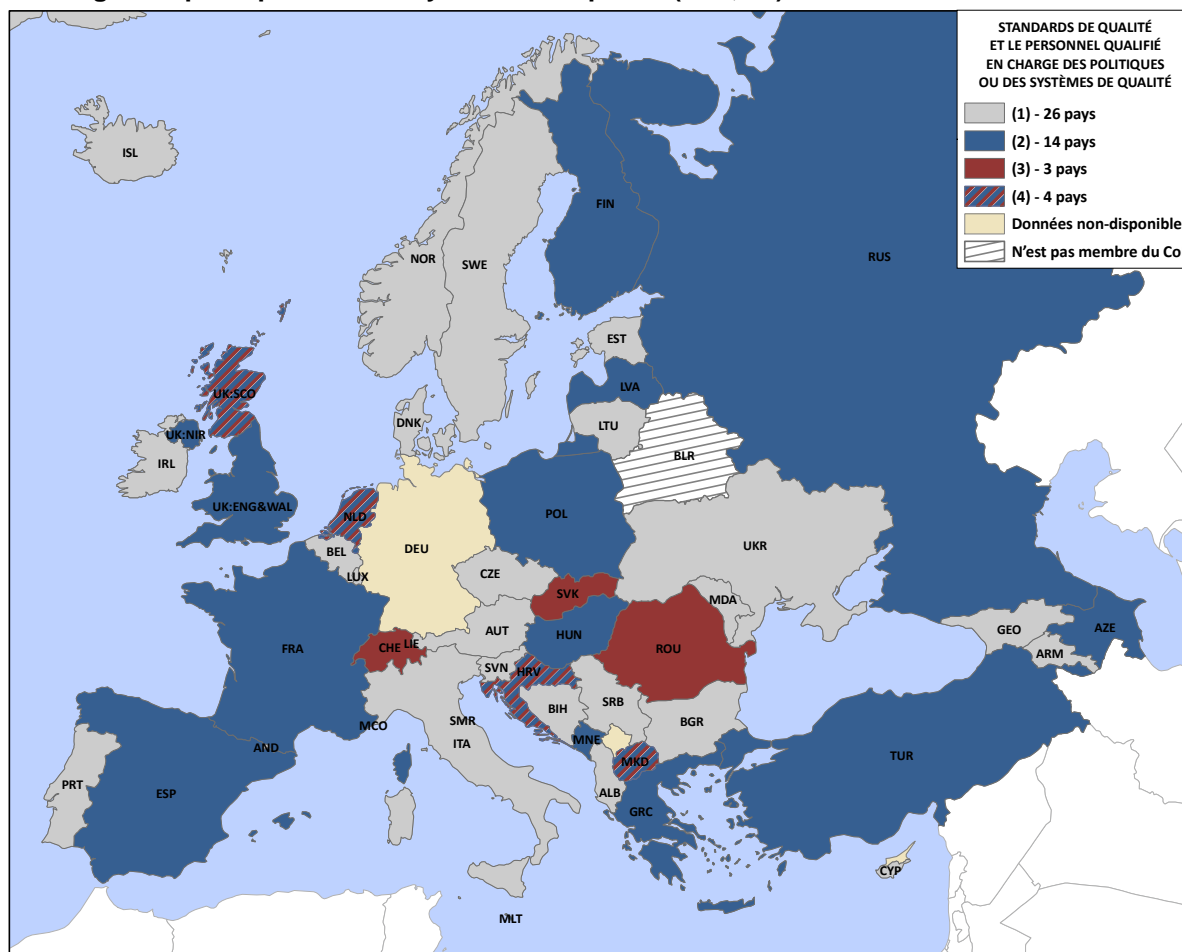 STANDARDS DE QUALITÉ
ET LE PERSONNEL QUALIFIÉ
EN CHARGE DES POLITIQUES
OU DES SYSTÈMES DE QUALITÉ
(1) - 26 pays
(2) - 14 pays
(3) - 3 pays
(4) - 4 pays
Données non-disponible
N'est pas membre du Co
ISL
NOR
SWE
FIN
RUS
EST
LVA
LTU
DNK
BLR
UK:SCO
UK:NIR
IRL
UK:ENG&WAL
NLD
BEL
LUX
DEU
POL
UKR
CZE
SVK
MDA
AUT
HUN
ROU
CHE
LIE
FRA
SVN
HRV
BIH
SRB
BGR
GEO
ARM
AZE
MCO
SMR
ITA
MNE
MKD
ALB
GRC
TUR
AND
PRT
ESP
CYP
MLT